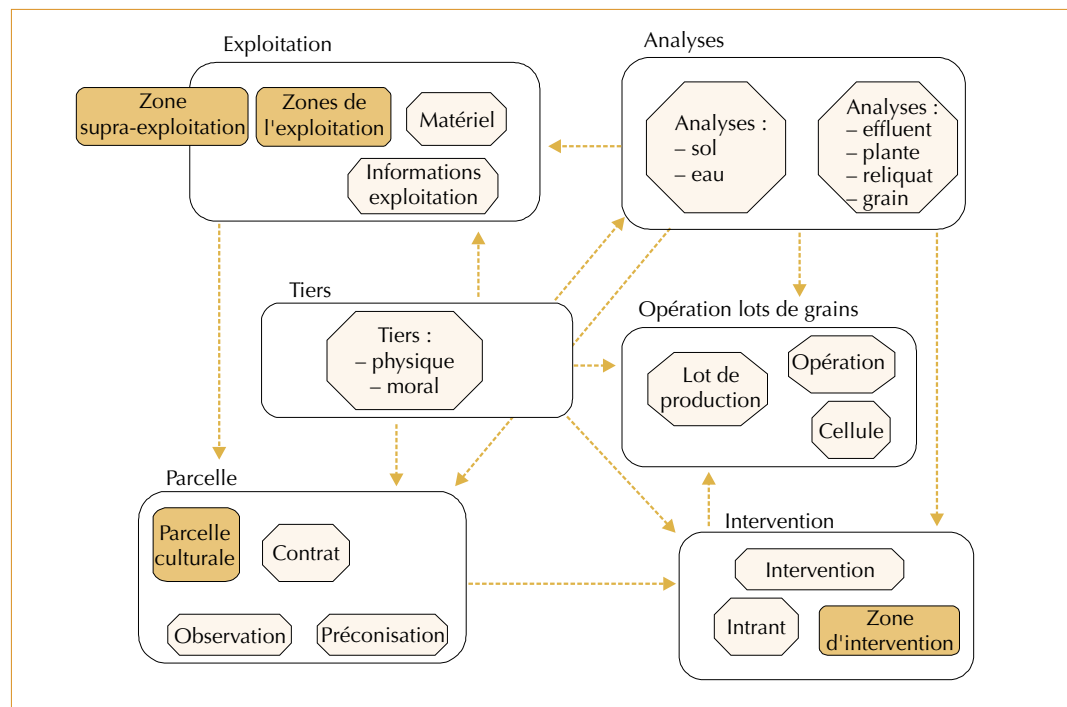 Exploitation
Zone
supra-exploitation
Zones de
l'exploitation
Matériel
Informations
exploitation
Analyses
Analyses :
– sol
– eau
Analyses :
– effluent
– plante
– reliquat
– grain
Tiers
Tiers :
– physique
– moral
Opération lots de grains
Lot de
production
Opération
Cellule
Parcelle
Parcelle
culturale
Contrat
Observation
Préconisation
Intervention
Intervention
Intrant
Zone
d'intervention